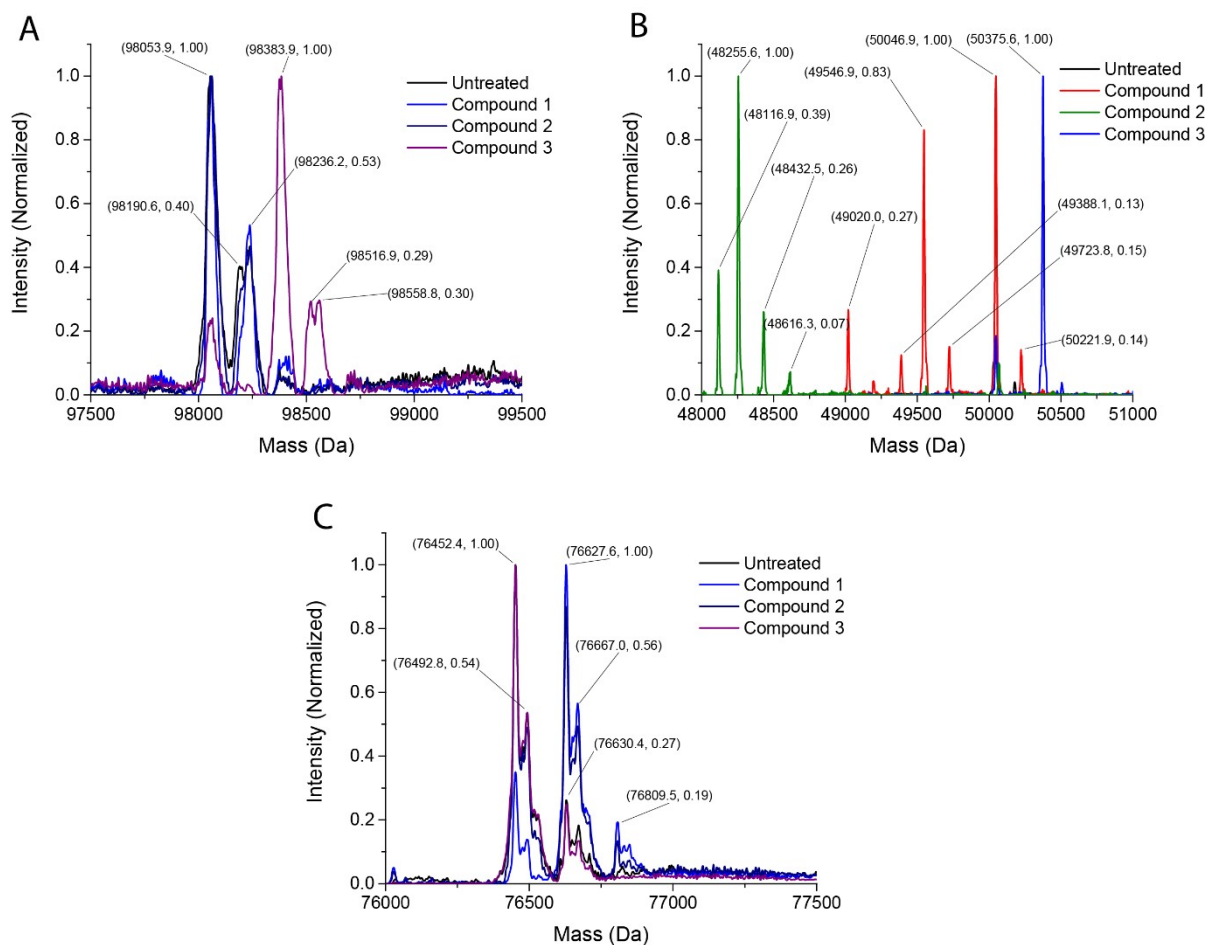 A
(98053.9, 1.00)
(98383.9, 1.00)
Untreated
Compound 1
Compound 2
Compound 3
(98236.2, 0.53)
(98190.6, 0.40)
(98516.9, 0.29)
(98558.8, 0.30)
Intensity (Normalized)
1.0
0.8
0.6
0.4
0.2
0.0
97500
98000
98500
99000
99500
Mass (Da)
B
(48255.6, 1.00)
(50046.9, 1.00)
(50375.6, 1.00)
(49546.9, 0.83)
Untreated
Compound 1
Compound 2
Compound 3
(48116.9, 0.39)
(48432.5, 0.26)
(49020.0, 0.27)
(49388.1, 0.13)
(49723.8, 0.15)
(48616.3, 0.07)
(50221.9, 0.14)
Intensity (Normalized)
1.0
0.8
0.6
0.4
0.2
0.0
48000
48500
49000
49500
50000
50500
51000
Mass (Da)
C
(76452.4, 1.00)
(76627.6, 1.00)
Untreated
Compound 1
Compound 2
Compound 3
(76492.8, 0.54)
(76667.0, 0.56)
(76630.4, 0.27)
(76809.5, 0.19)
Intensity (Normalized)
1.0
0.8
0.6
0.4
0.2
0.0
76000
76500
77000
77500
Mass (Da)